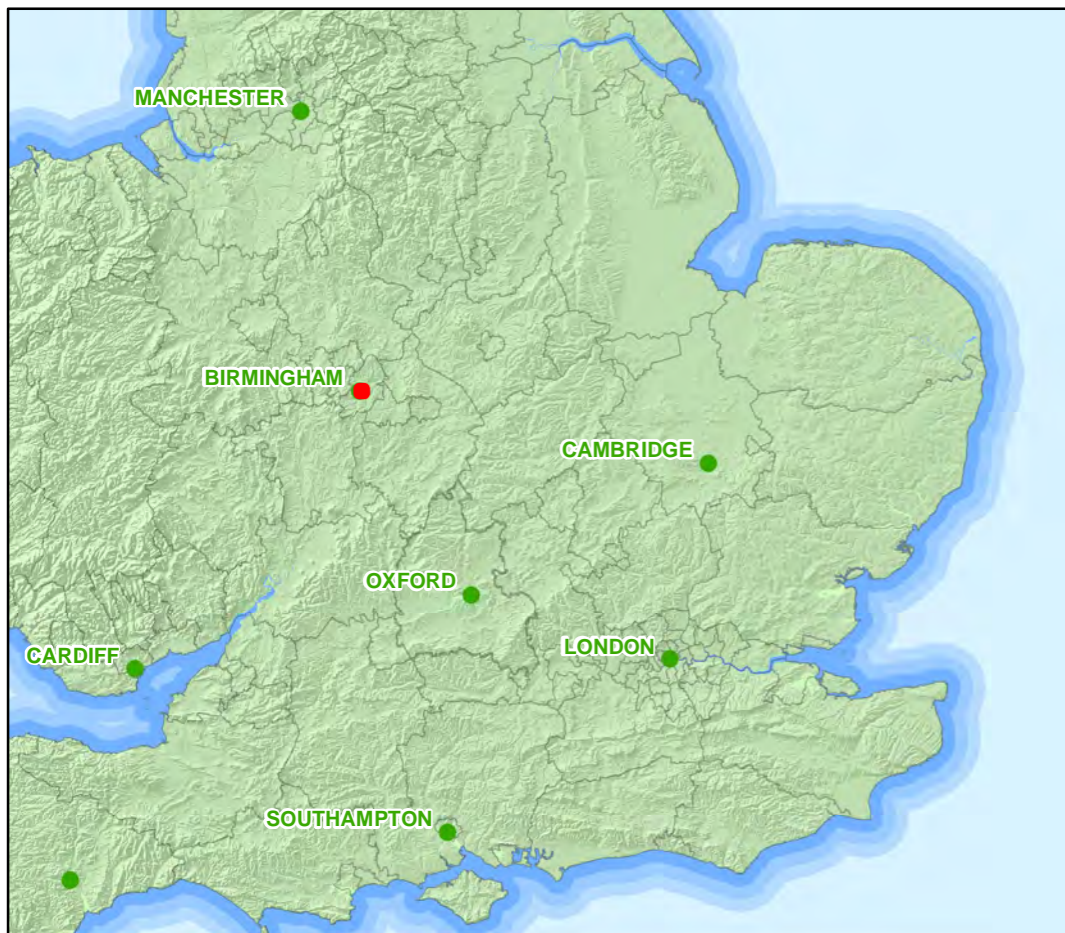 MANCHESTER
BIRMINGHAM
CAMBRIDGE
OXFORD
LONDON
CARDIFF
SOUTHAMPTON